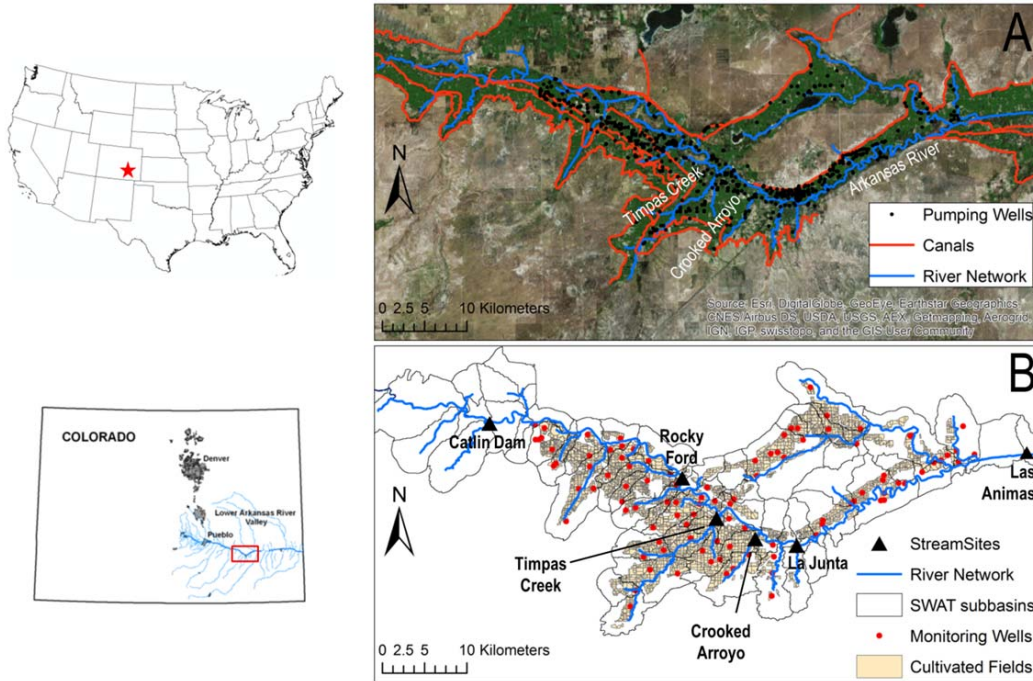 A
N
Timpas Creek
Crooked Arroyo
Arkansas River
Pumping Wells
Canals
River Network
0 2.5 5 10 Kilometers
Source: Esri, DigitalGlobe, GeoEye, Earthstar Geographics,
CNES/Airbus DS, USDA, USGS, AEX, Getmapping, Aerogrid,
IGN, IGP, swisstopo, and the GIS User Community
COLORADO
Denver
Lower Arkansas River
Valley
Pueblo
B
N
Catlin Dam
Rocky
Ford
Las
Animas
Timpas
Creek
Crooked
Arroyo
La Junta
StreamSites
River Network
SWAT subbasins
Monitoring Wells
Cultivated Fields
0 2.5 5 10 Kilometers